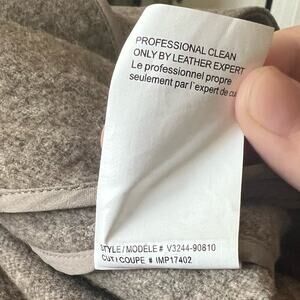 PROFESSIONAL CLEAN
ONLY BY LEATHER EXPERT
Le professionnel propre
seulement par l'expert de
STYLE/MODÈLE # V3244-90810
CUT/COUPE # IMP17402